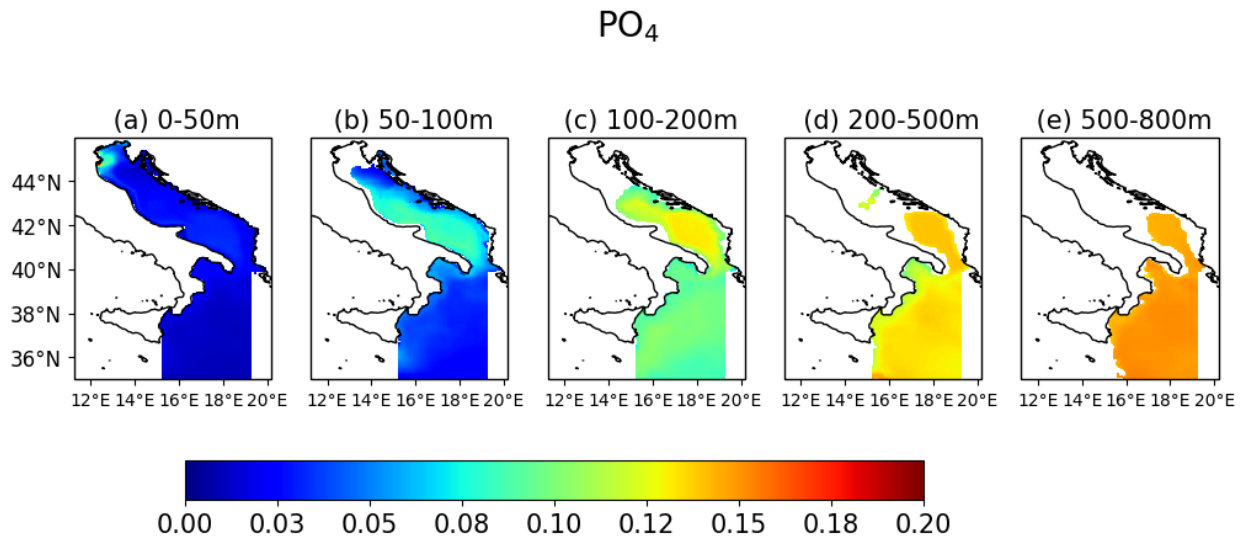 PO₄
(a) 0-50m (b) 50-100m (c) 100-200m (d) 200-500m (e) 500-800m
44°N
42°N
40°N
38°N
36°N
12°E 14°E 16°E 18°E 20°E 12°E 14°E 16°E 18°E 20°E 12°E 14°E 16°E 18°E 20°E 12°E 14°E 16°E 18°E 20°E 12°E 14°E 16°E 18°E 20°E
0.00 0.03 0.05 0.08 0.10 0.12 0.15 0.18 0.20